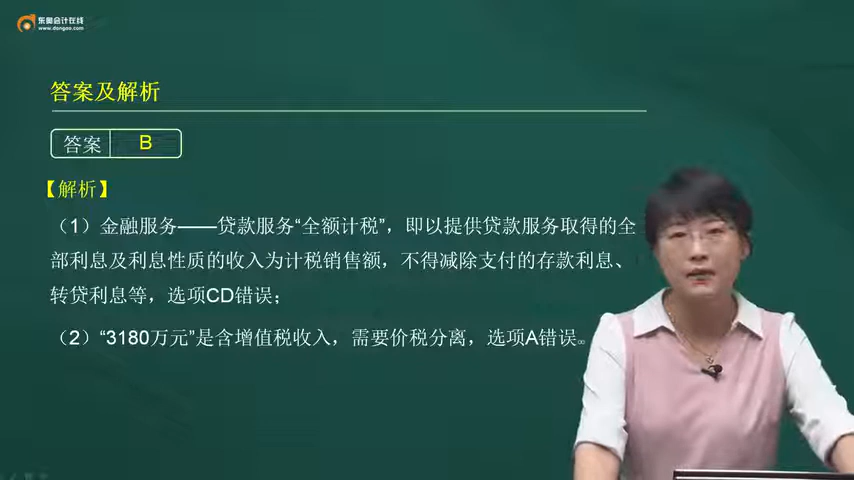 东奥会计在线
www.dongao.com
答案及解析
答案 B
【解析】
（1）金融服务——贷款服务“全额计税”，即以提供贷款服务取得的全
部利息及利息性质的收入为计税销售额，不得减除支付的存款利息、
转贷利息等，选项CD错误；
（2）“3180万元”是含增值税收入，需要价税分离，选项A错误。